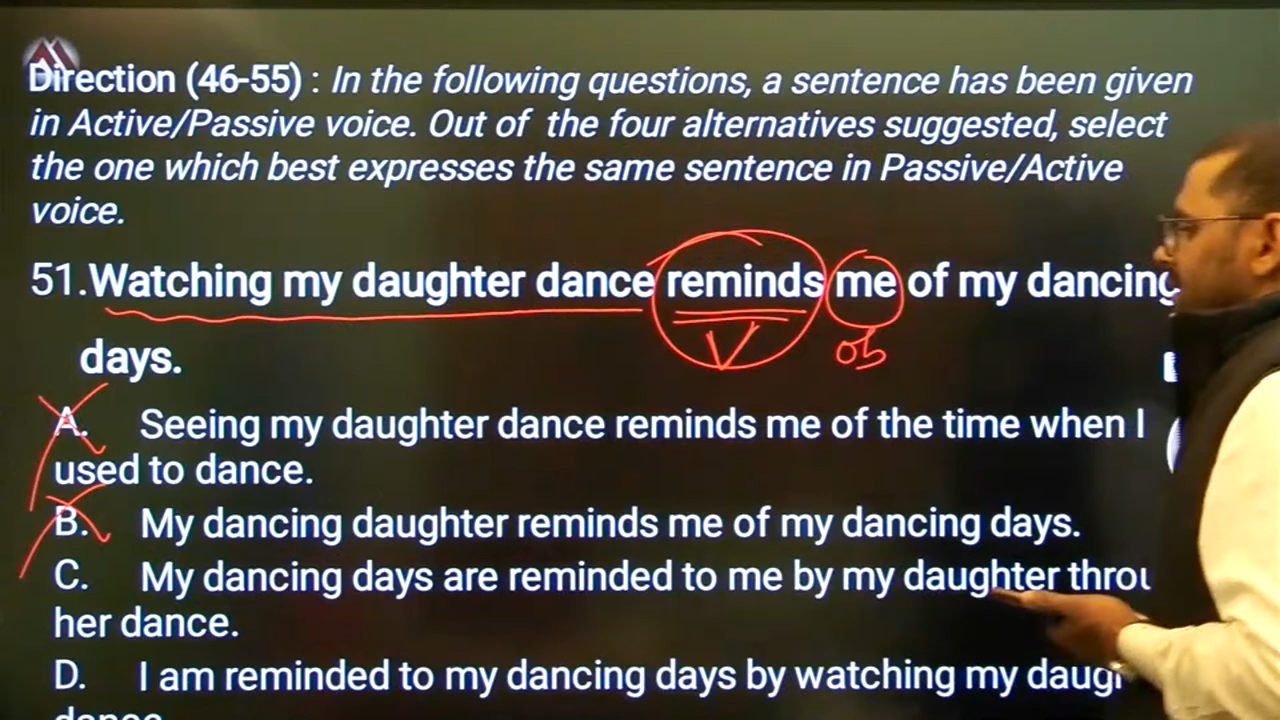 Direction (46-55) : In the following questions, a sentence has been given
in Active/Passive voice. Out of the four alternatives suggested, select
the one which best expresses the same sentence in Passive/Active
voice.
51.Watching my daughter dance reminds me of my dancing
V
ob
days.
A. Seeing my daughter dance reminds me of the time when I
used to dance.
B. My dancing daughter reminds me of my dancing days.
C. My dancing days are reminded to me by my daughter
her dance.
D. I am reminded to my dancing days by watching my